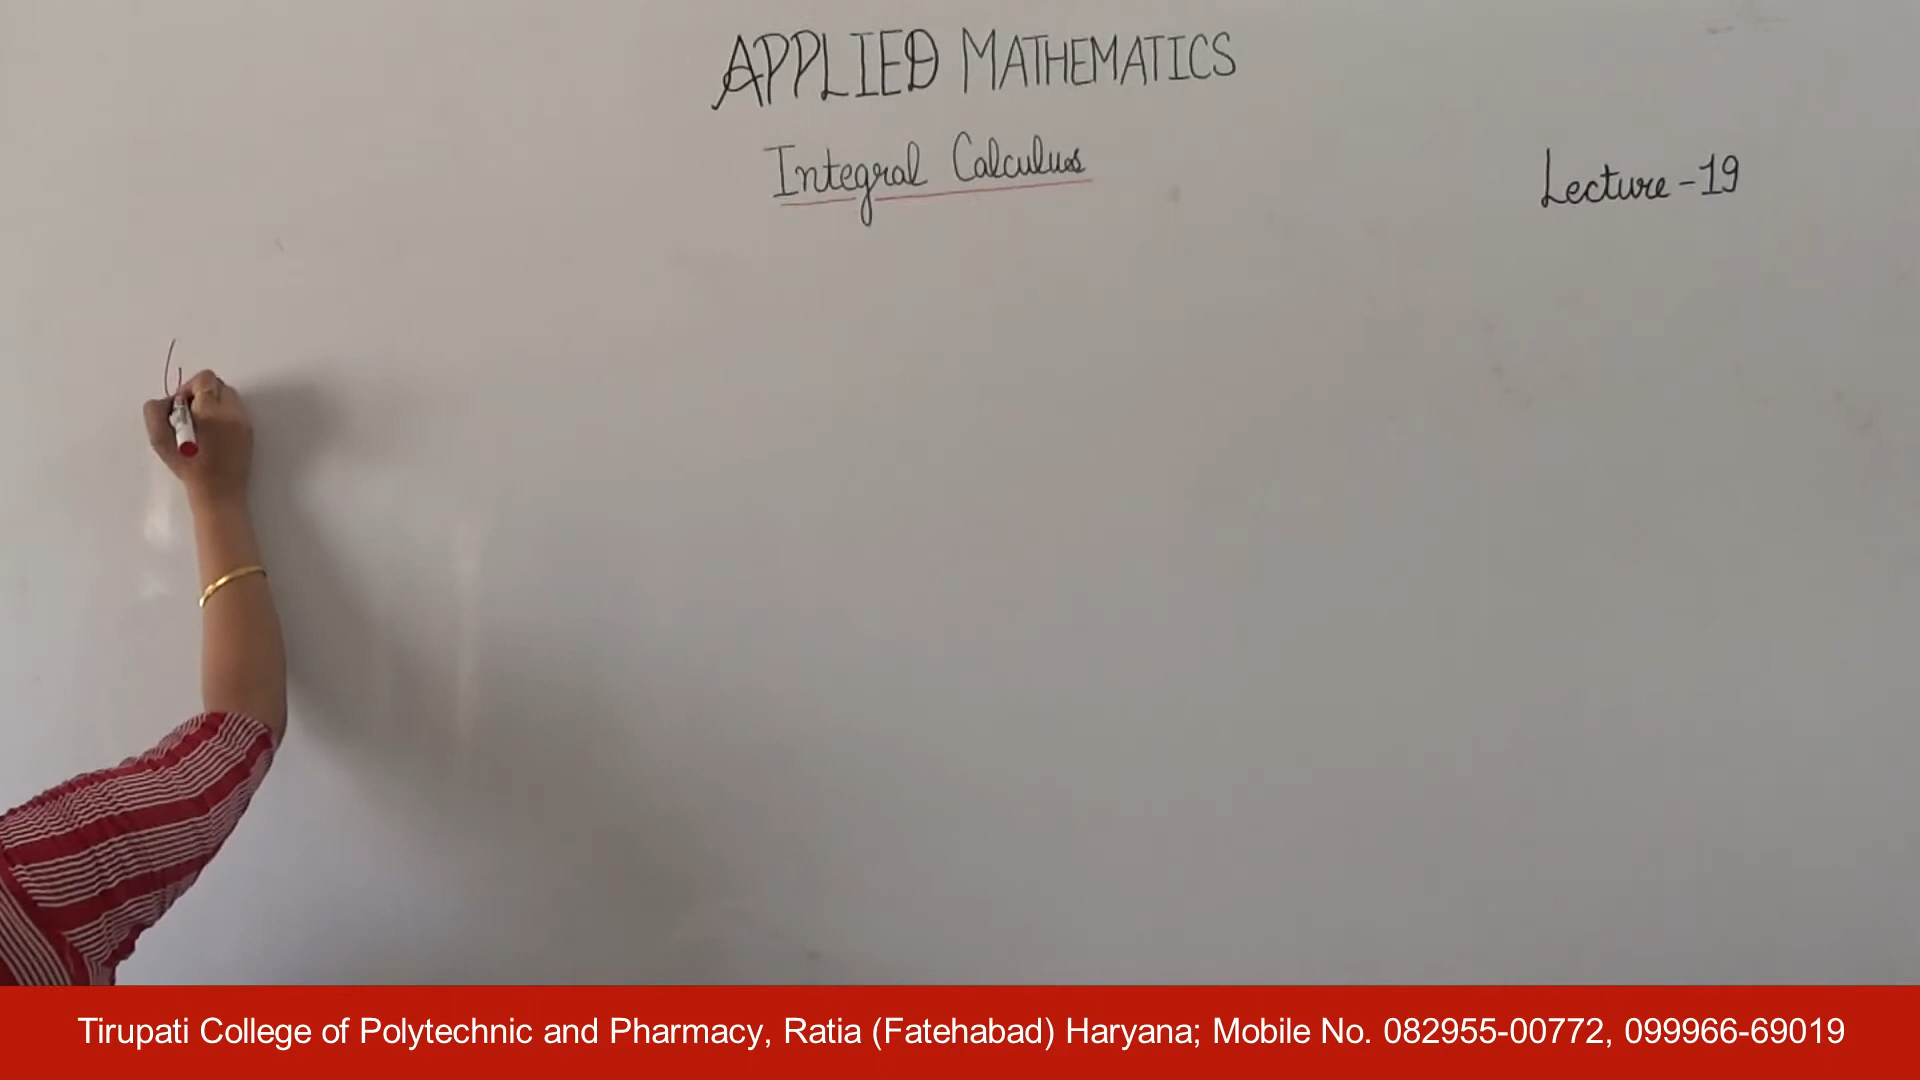 APPLIED MATHEMATICS
Integral Calculus
Lecture-19
Tirupati College of Polytechnic and Pharmacy, Ratia (Fatehabad) Haryana; Mobile No. 082955-00772, 099966-69019